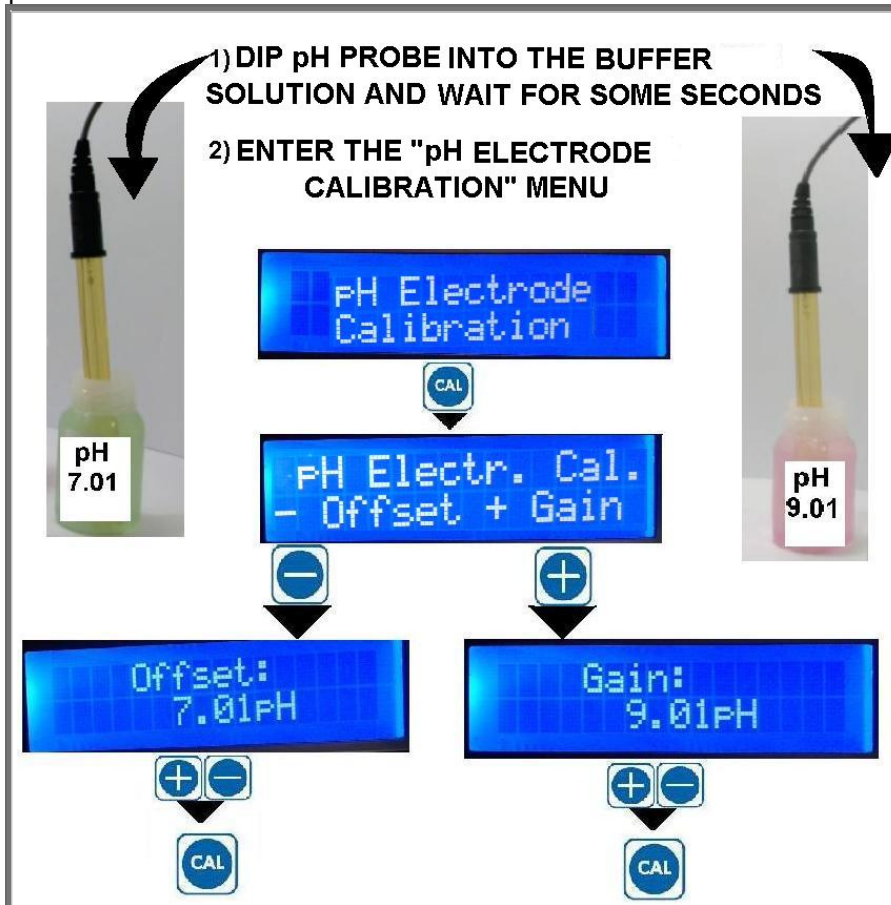 1) DIP pH PROBE INTO THE BUFFER
SOLUTION AND WAIT FOR SOME SECONDS
2) ENTER THE "pH ELECTRODE
CALIBRATION" MENU
pH Electrode
Calibration
CAL
pH
7.01
pH Electr. Cal.
- Offset + Gain
pH
9.01
Offset:
7.01pH
Gain:
9.01pH
CAL
CAL